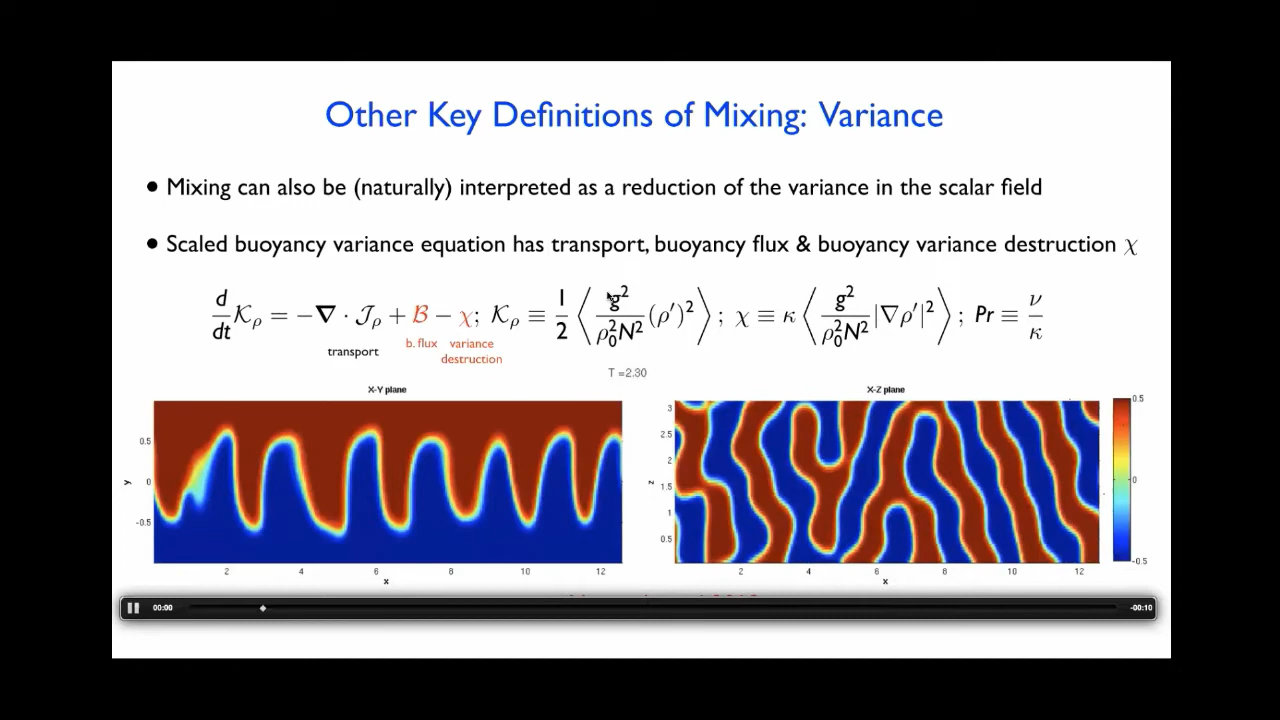 Other Key Definitions of Mixing: Variance
• Mixing can also be (naturally) interpreted as a reduction of the variance in the scalar field
• Scaled buoyancy variance equation has transport, buoyancy flux & buoyancy variance destruction χ
d/dt 𝒦ρ = −∇ · 𝒥ρ + ℬ − χ; 𝒦ρ ≡ 1/2 ⟨ g²/ρ₀²N² (ρ′)² ⟩ ; χ ≡ κ ⟨ g²/ρ₀²N² |∇ρ′|² ⟩ ; Pr ≡ ν/κ
transport b. flux variance
destruction
T =2.30
X-Y plane X-Z plane
0.5 0 -0.5
y
2 4 6 8 10 12
x
3 2.5 2 1.5 1 0.5
z
2 4 6 8 10 12
x
0.5 0 -0.5
00:00 -00:10